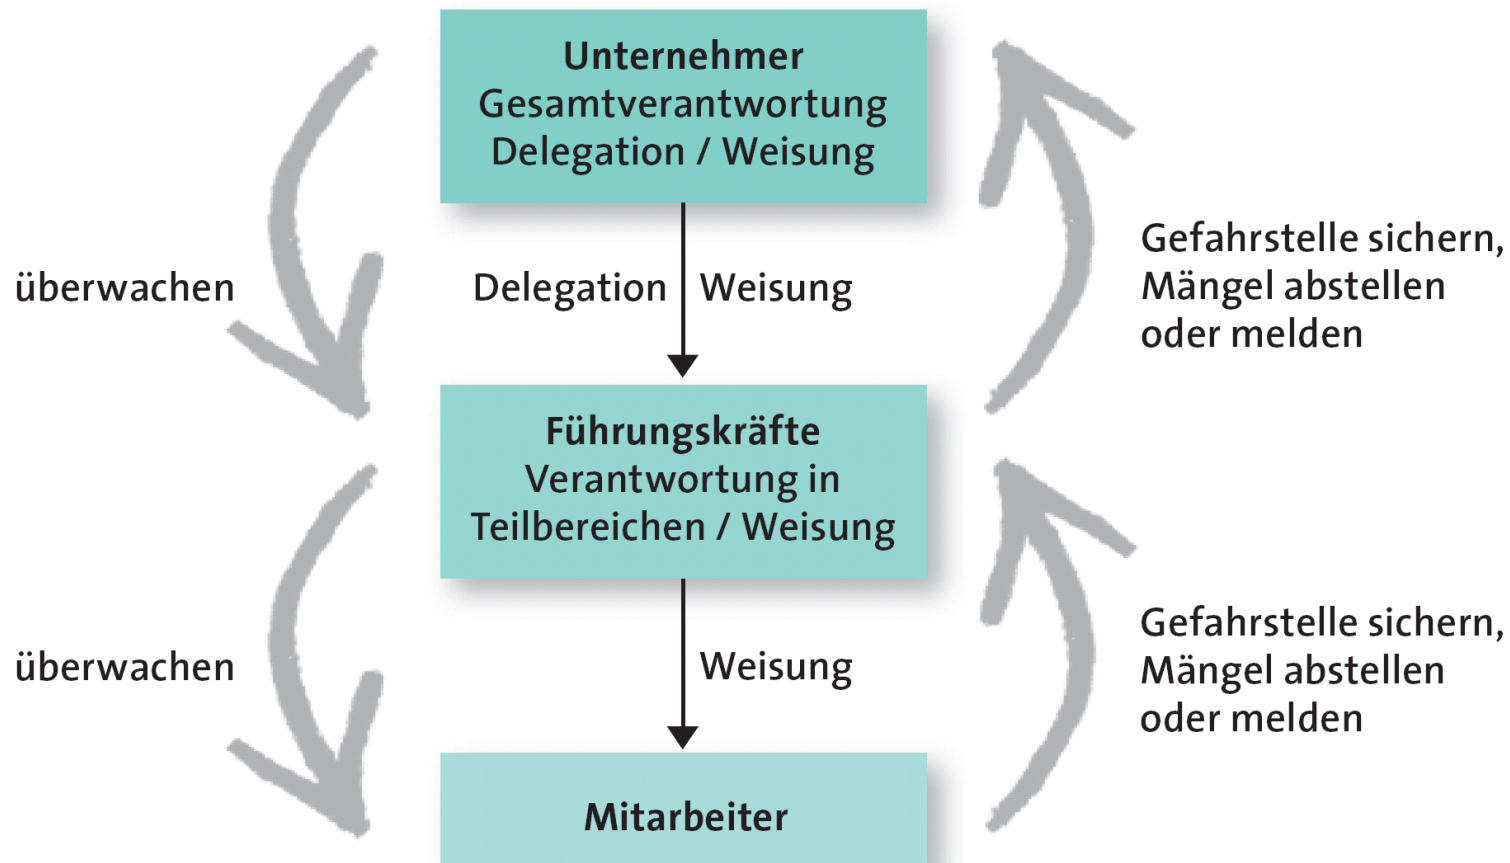 Unternehmer
Gesamtverantwortung
Delegation / Weisung
überwachen
Delegation
Weisung
Gefahrstelle sichern,
Mängel abstellen
oder melden
Führungskräfte
Verantwortung in
Teilbereichen / Weisung
überwachen
Weisung
Gefahrstelle sichern,
Mängel abstellen
oder melden
Mitarbeiter